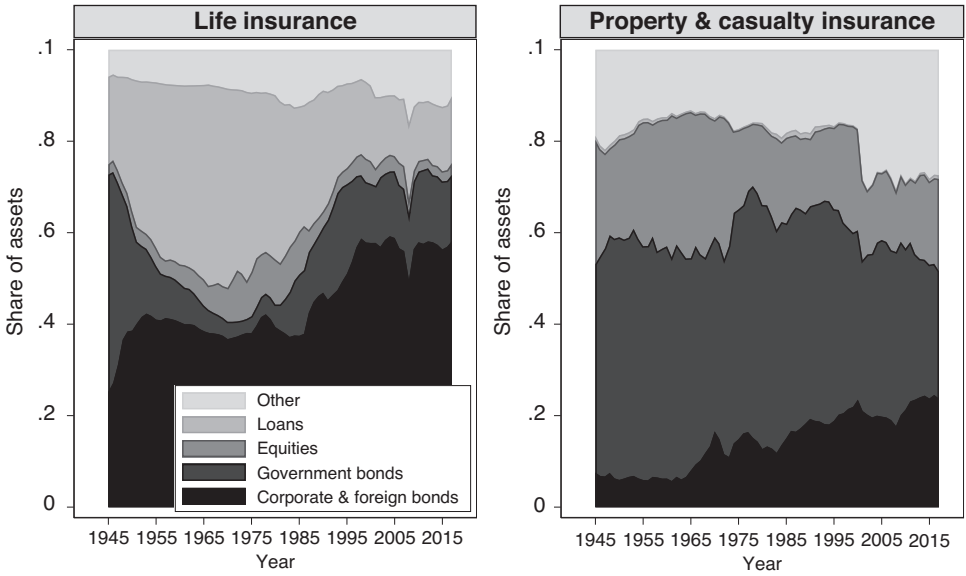 Life insurance
Share of assets
.1
.8
.6
.4
.2
0
Other
Loans
Equities
Government bonds
Corporate & foreign bonds
1945 1955 1965 1975 1985 1995 2005 2015
Year
Property & casualty insurance
Share of assets
.1
.8
.6
.4
.2
0
1945 1955 1965 1975 1985 1995 2005 2015
Year